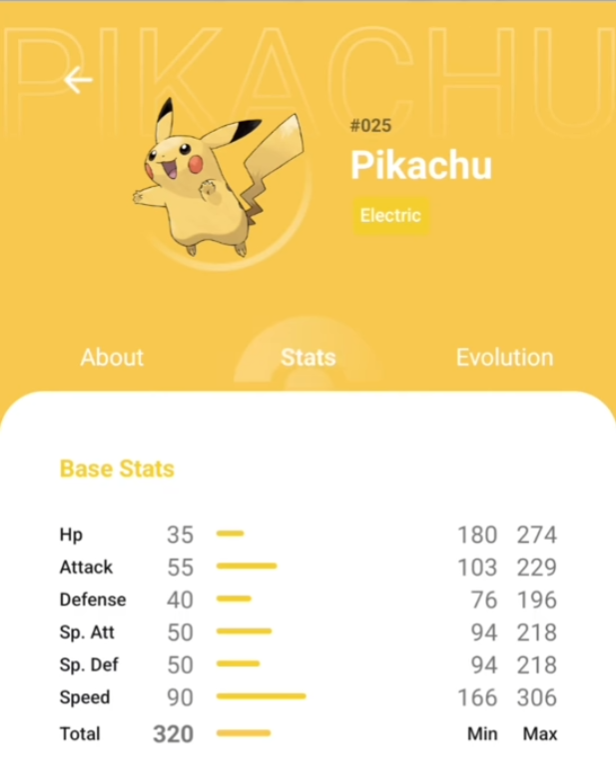 PIKACHU
#025
Pikachu
Electric
About Stats Evolution
Base Stats
Hp 35 180 274
Attack 55 103 229
Defense 40 76 196
Sp. Att 50 94 218
Sp. Def 50 94 218
Speed 90 166 306
Total 320 Min Max